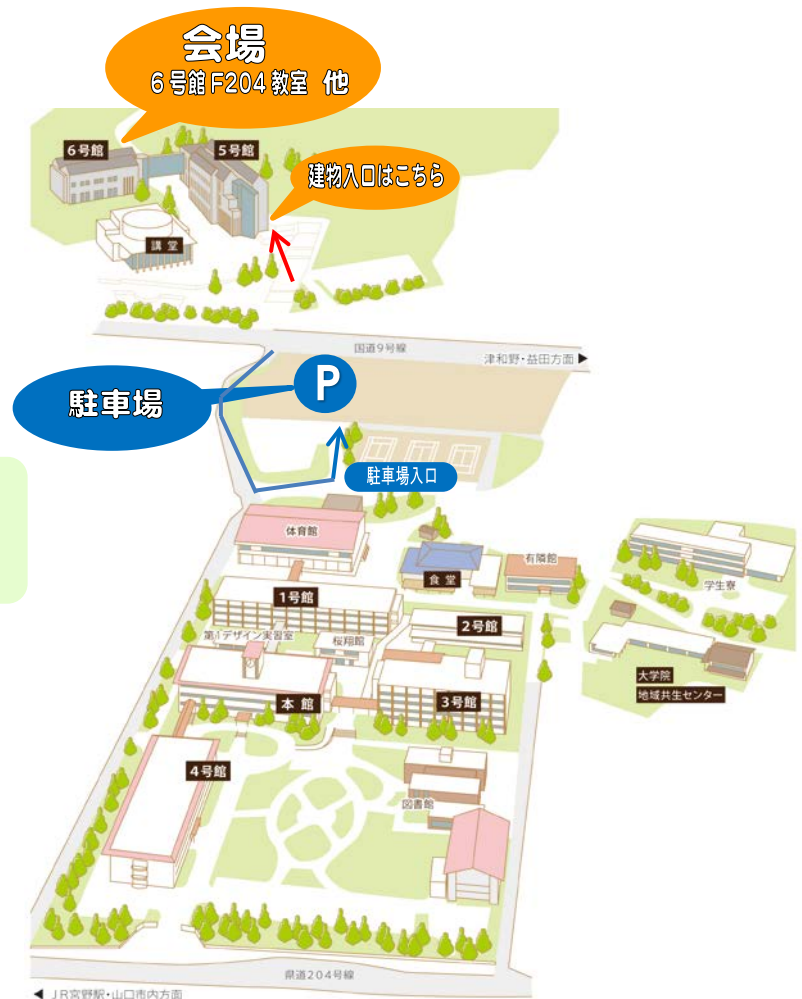 会場
6号館F204教室 他
6号館
5号館
建物入口はこちら
講堂
国道9号線
津和野・益田方面 ▶
P
駐車場
駐車場入口
体育館
食堂
有隣館
学生寮
1号館
2号館
第1デザイン実習室
桜翔館
大学院
地域共生センター
本館
3号館
4号館
図書館
県道204号線
◀ JR宮野駅・山口市内方面